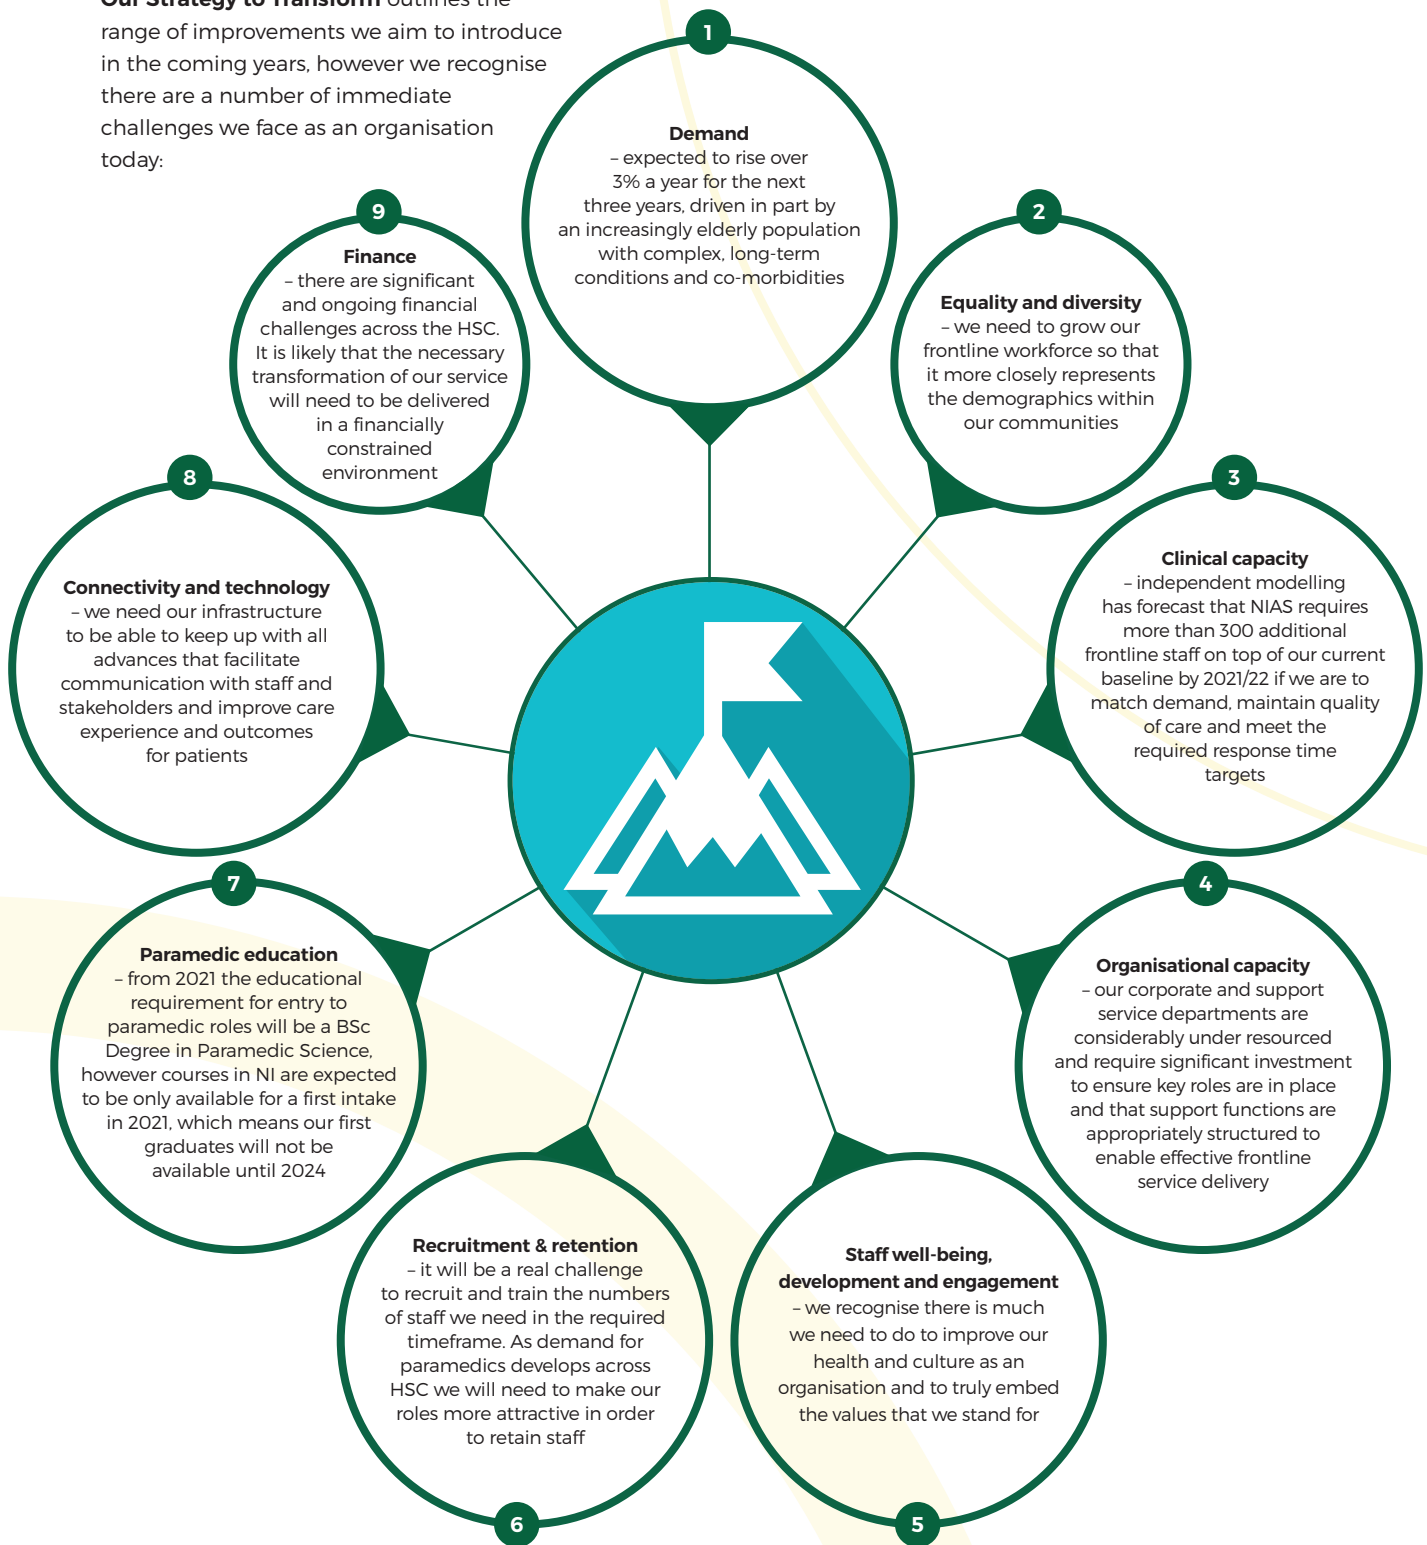 Our Strategy to Transform outlines the
range of improvements we aim to introduce
in the coming years, however we recognise
there are a number of immediate
challenges we face as an organisation
today:
1
Demand
– expected to rise over
3% a year for the next
three years, driven in part by
an increasingly elderly population
with complex, long-term
conditions and co-morbidities
2
Equality and diversity
– we need to grow our
frontline workforce so that
it more closely represents
the demographics within
our communities
3
Clinical capacity
– independent modelling
has forecast that NIAS requires
more than 300 additional
frontline staff on top of our current
baseline by 2021/22 if we are to
match demand, maintain quality
of care and meet the
required response time
targets
4
Organisational capacity
– our corporate and support
service departments are
considerably under resourced
and require significant investment
to ensure key roles are in place
and that support functions are
appropriately structured to
enable effective frontline
service delivery
Staff well-being,
development and engagement
– we recognise there is much
we need to do to improve our
health and culture as an
organisation and to truly embed
the values that we stand for
5
Recruitment & retention
– it will be a real challenge
to recruit and train the numbers
of staff we need in the required
timeframe. As demand for
paramedics develops across
HSC we will need to make our
roles more attractive in order
to retain staff
6
7
Paramedic education
– from 2021 the educational
requirement for entry to
paramedic roles will be a BSc
Degree in Paramedic Science,
however courses in NI are expected
to be only available for a first intake
in 2021, which means our first
graduates will not be
available until 2024
8
Connectivity and technology
– we need our infrastructure
to be able to keep up with all
advances that facilitate
communication with staff and
stakeholders and improve care
experience and outcomes
for patients
9
Finance
– there are significant
and ongoing financial
challenges across the HSC.
It is likely that the necessary
transformation of our service
will need to be delivered
in a financially
constrained
environment